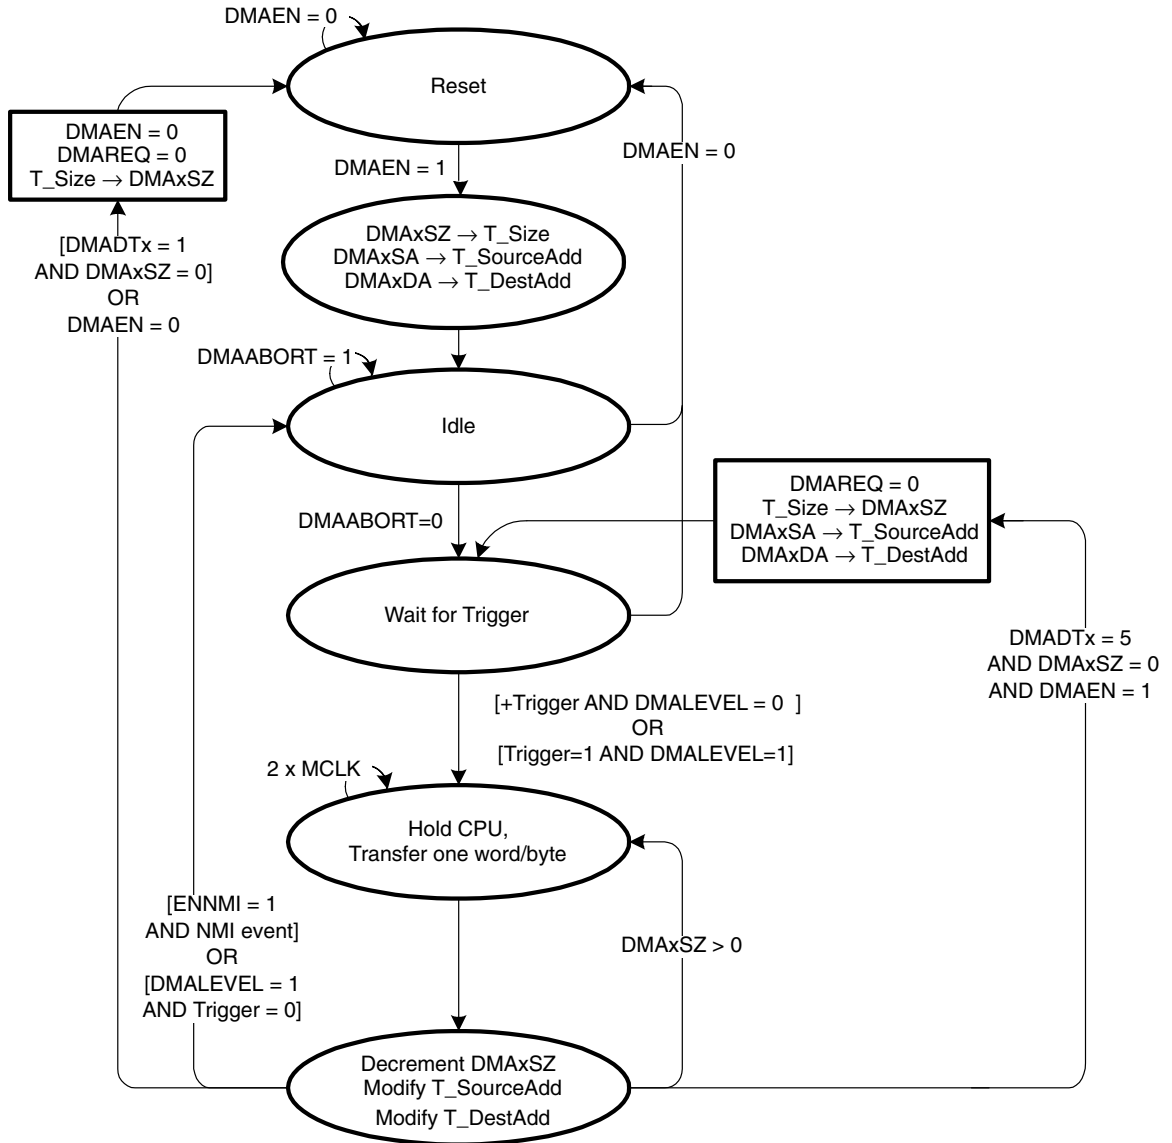 DMAEN = 0
Reset
DMAEN = 0
DMAREQ = 0
T_Size → DMAxSZ
DMAEN = 1
DMAEN = 0
DMAxSZ → T_Size
DMAxSA → T_SourceAdd
DMAxDA → T_DestAdd
[DMADTx = 1
AND DMAxSZ = 0]
OR
DMAEN = 0
DMAABORT = 1
Idle
DMAABORT=0
DMAREQ = 0
T_Size → DMAxSZ
DMAxSA → T_SourceAdd
DMAxDA → T_DestAdd
Wait for Trigger
DMADTx = 5
AND DMAxSZ = 0
AND DMAEN = 1
[+Trigger AND DMALEVEL = 0 ]
OR
[Trigger=1 AND DMALEVEL=1]
2 x MCLK
Hold CPU,
Transfer one word/byte
[ENNMI = 1
AND NMI event]
OR
[DMALEVEL = 1
AND Trigger = 0]
DMAxSZ > 0
Decrement DMAxSZ
Modify T_SourceAdd
Modify T_DestAdd